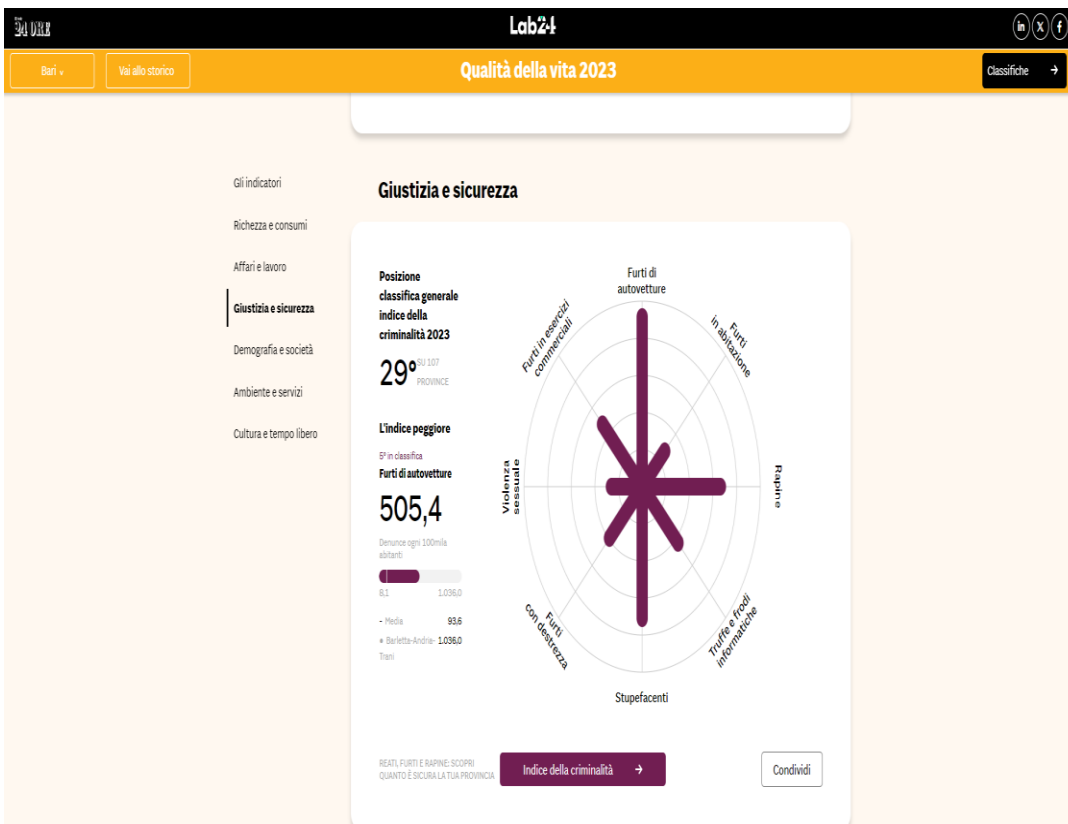 24 ORE
Lab24
in X f
Bari
Vai allo storico
Qualità della vita 2023
Classifiche →
Gli indicatori
Richezza e consumi
Affari e lavoro
Giustizia e sicurezza
Demografia e società
Ambiente e servizi
Cultura e tempo libero
Giustizia e sicurezza
Posizione
classifica generale
indice della
criminalità 2023
29° SU 107
PROVINCE
L'indice peggiore
5ª in classifica
Furti di autovetture
505,4
Denunce ogni 100mila
abitanti
8,1 1.036,0
- Media 93,6
Barletta-Andria- 1.036,0
Trani
Furti di
autovetture
Furti
in abitazione
Rapine
Truffe e frodi
informatiche
Stupefacenti
Furti
con destrezza
Violenza
sessuale
Furti in esercizi
commerciali
REATI, FURTI E RAPINE: SCOPRI
QUANTO È SICURA LA TUA PROVINCIA
Indice della criminalità →
Condividi